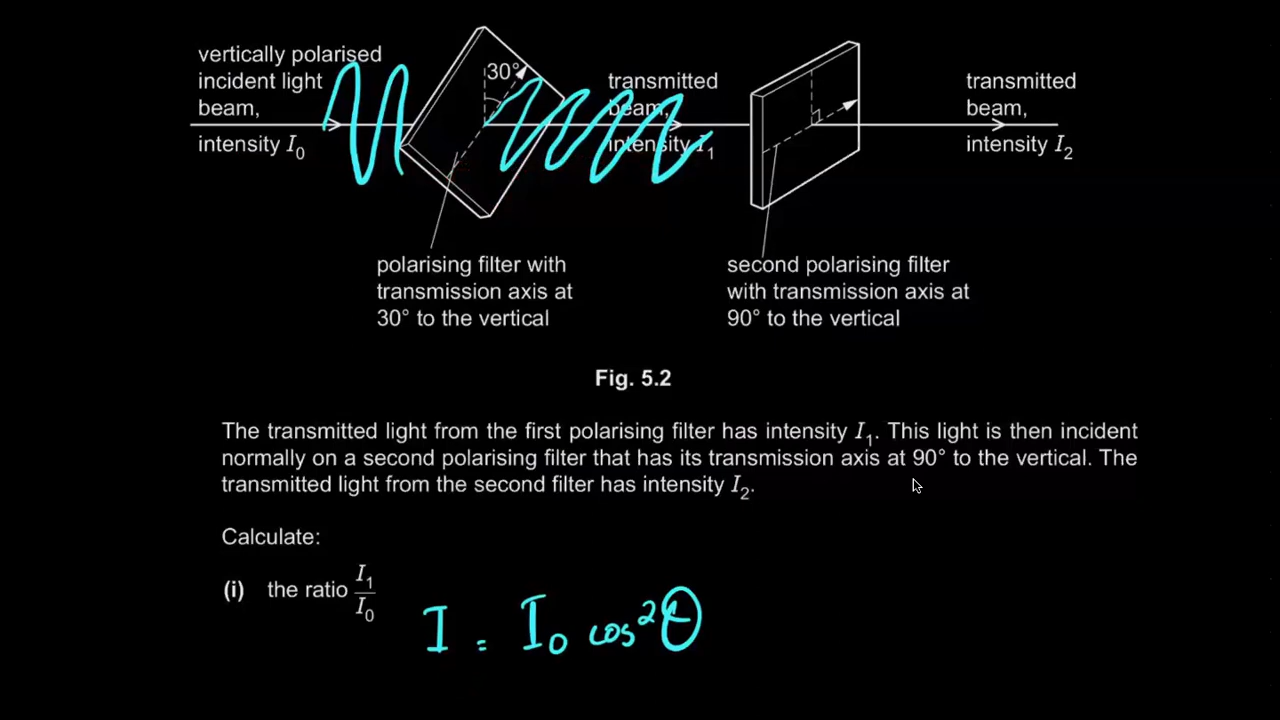 vertically polarised
incident light
beam,
intensity I₀
30°
transmitted
beam,
intensity I₁
transmitted
beam,
intensity I₂
polarising filter with
transmission axis at
30° to the vertical
second polarising filter
with transmission axis at
90° to the vertical
Fig. 5.2
The transmitted light from the first polarising filter has intensity I₁. This light is then incident
normally on a second polarising filter that has its transmission axis at 90° to the vertical. The
transmitted light from the second filter has intensity I₂.
Calculate:
(i) the ratio I₁/I₀
I = I₀ cos²θ